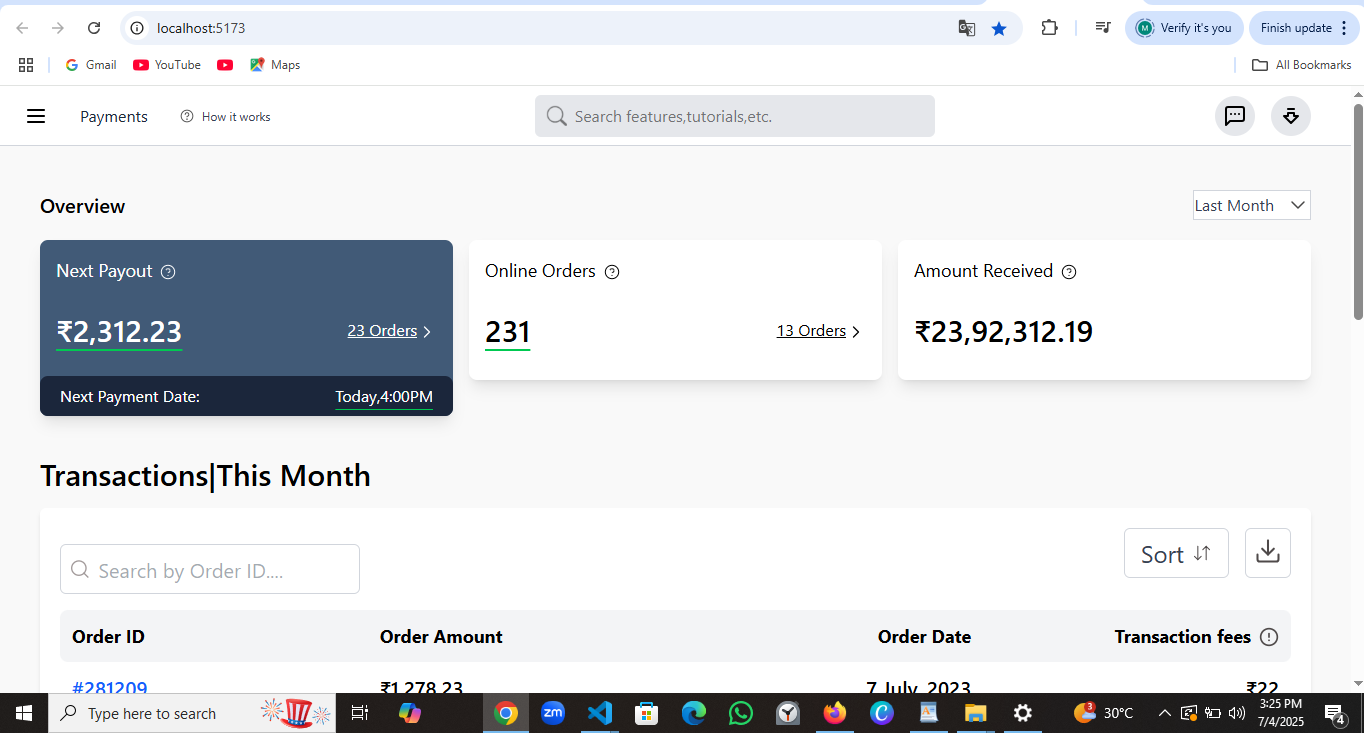 localhost:5173
Verify it's you
Finish update
Gmail
YouTube
Maps
All Bookmarks
Payments
How it works
Search features,tutorials,etc.
Overview
Last Month
Next Payout
₹2,312.23
23 Orders
Next Payment Date:
Today,4:00PM
Online Orders
231
13 Orders
Amount Received
₹23,92,312.19
Transactions|This Month
Search by Order ID....
Sort
Order ID
Order Amount
Order Date
Transaction fees
#281209
₹1,278.23
7 July, 2023
₹22
Type here to search
zm
3
30°C
3:25 PM
7/4/2025
4